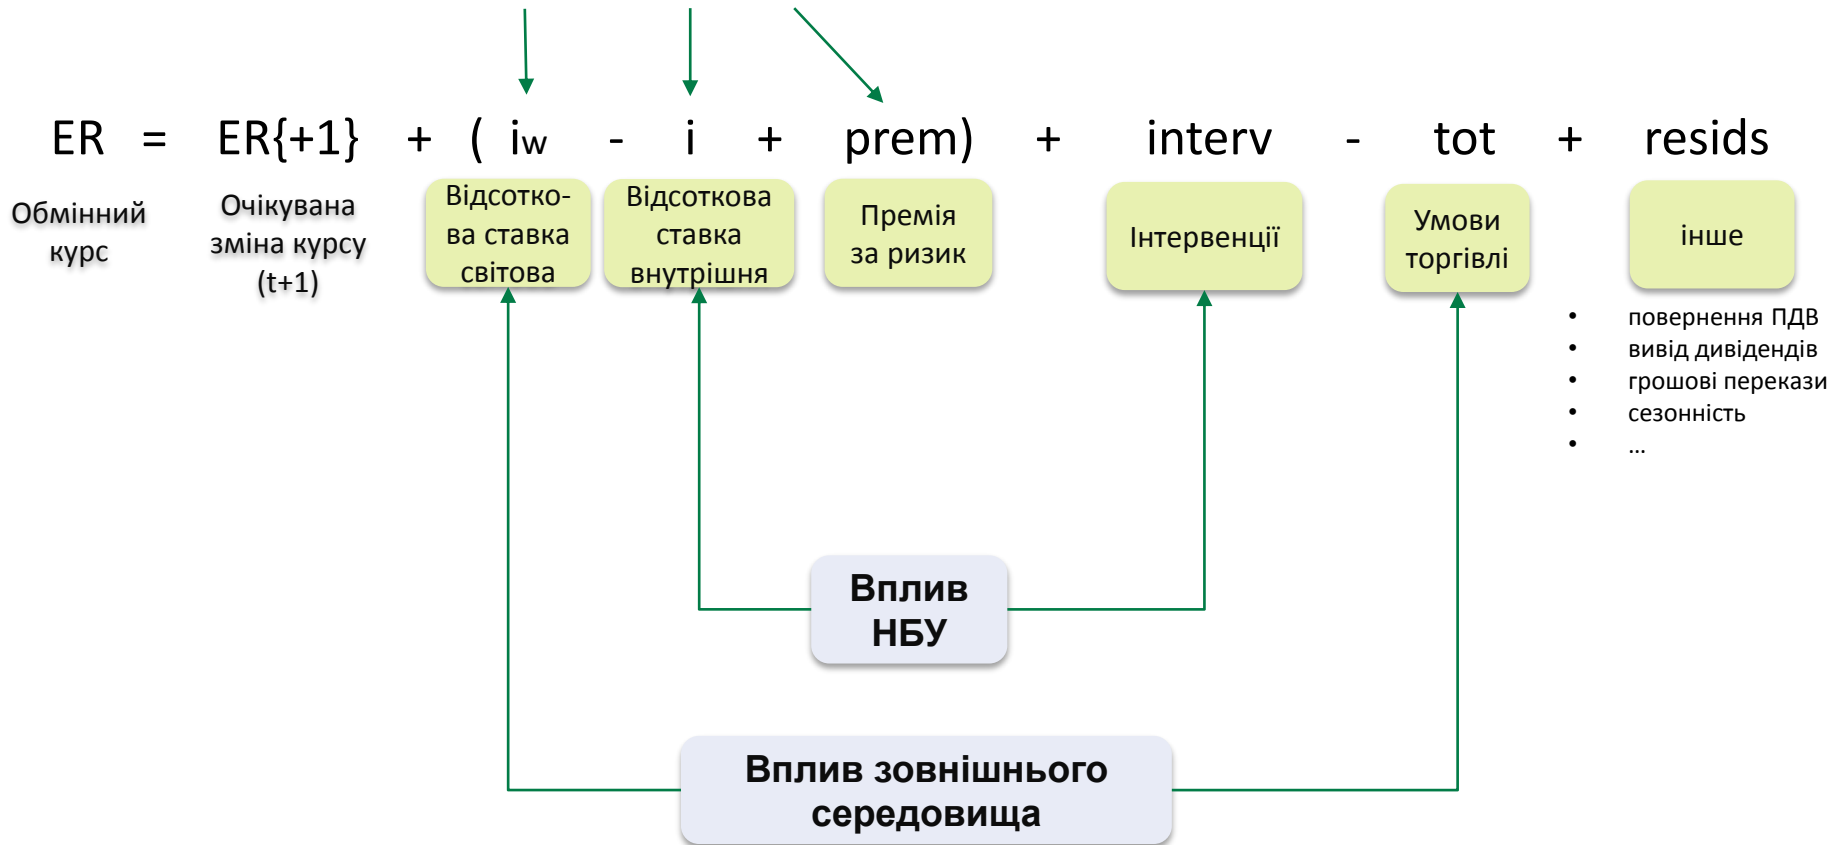 ER = ER{+1} + ( iw - i + prem) + interv - tot + resids
Обмінний
курс
Очікувана
зміна курсу
(t+1)
Відсотко-
ва ставка
світова
Відсоткова
ставка
внутрішня
Премія
за ризик
Інтервенції
Умови
торгівлі
інше
• повернення ПДВ
• вивід дивідендів
• грошові перекази
• сезонність
• ...
Вплив
НБУ
Вплив зовнішнього
середовища